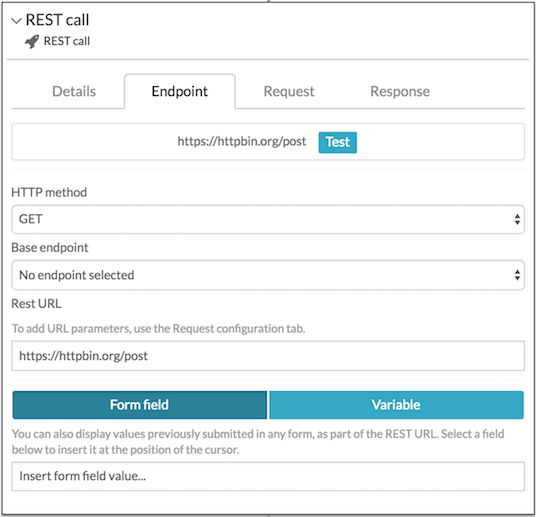 REST call
REST call
Details Endpoint Request Response
https://httpbin.org/post Test
HTTP method
GET
Base endpoint
No endpoint selected
Rest URL
To add URL parameters, use the Request configuration tab.
https://httpbin.org/post
Form field Variable
You can also display values previously submitted in any form, as part of the REST URL. Select a field
below to insert it at the position of the cursor.
Insert form field value...